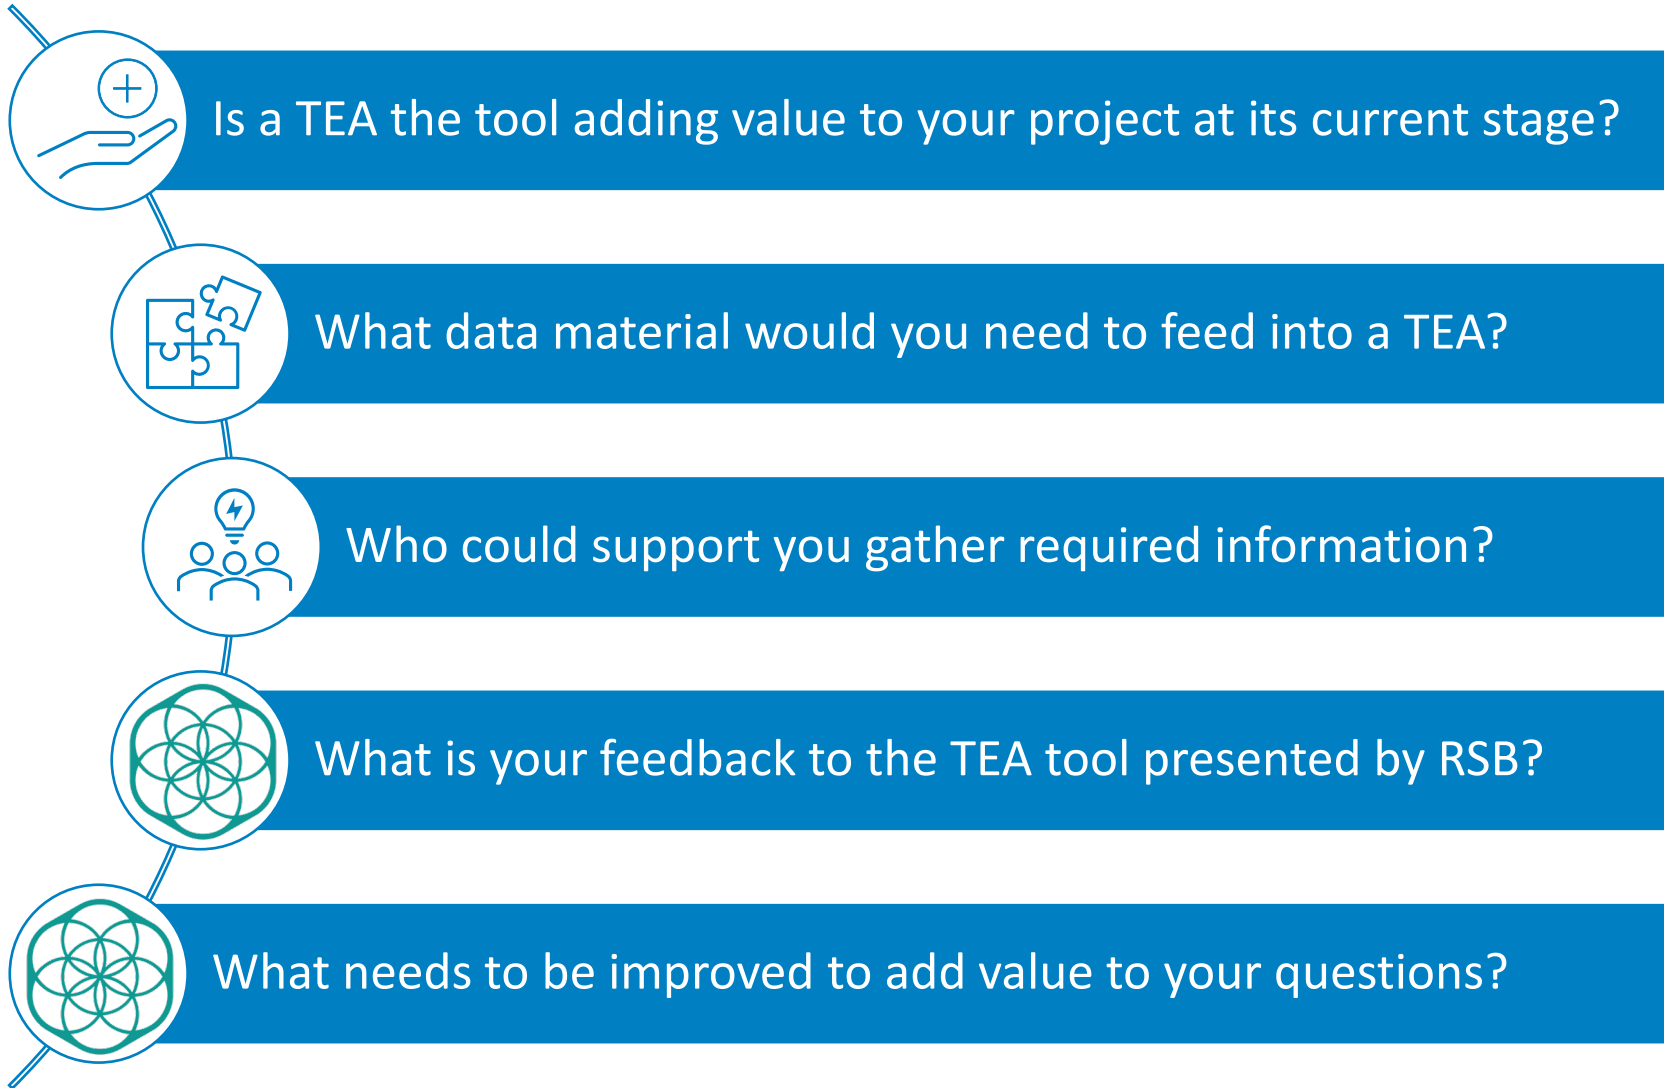 Is a TEA the tool adding value to your project at its current stage?
What data material would you need to feed into a TEA?
Who could support you gather required information?
What is your feedback to the TEA tool presented by RSB?
What needs to be improved to add value to your questions?